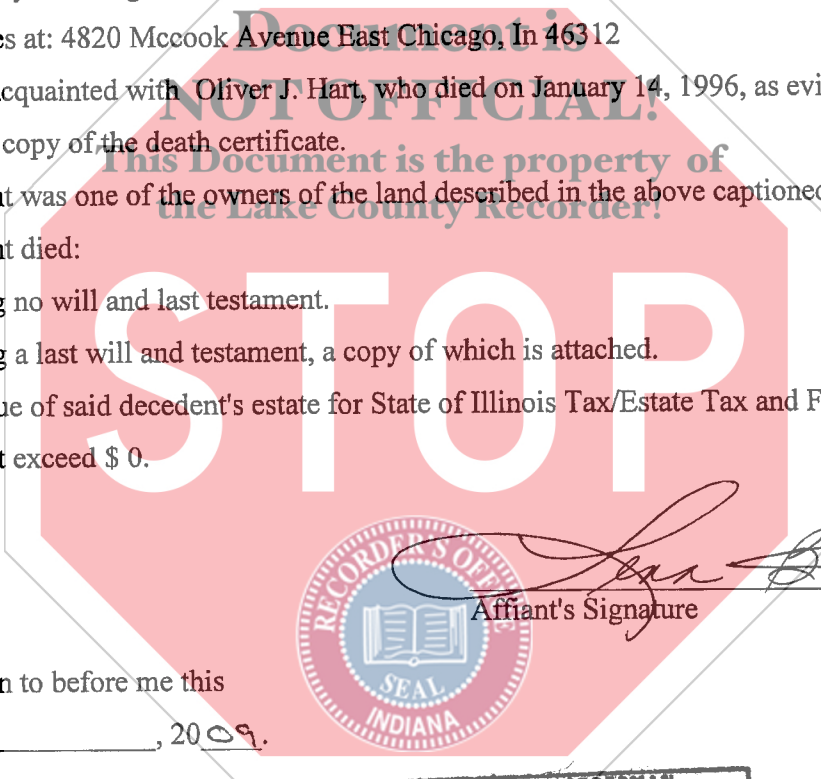 Document is
es at: 4820 Mccook Avenue East Chicago, In 46312
NOT OFFICIAL!
cquainted with Oliver J. Hart, who died on January 14, 1996, as evi
copy of the death certificate.
This Document is the property of
t was one of the owners of the land described in the above captioned
the Lake County Recorder!
t died:
g no will and last testament.
STOP
g a last will and testament, a copy of which is attached.
ue of said decedent's estate for State of Illinois Tax/Estate Tax and F
t exceed $ 0.
RECORDER'S OFFICE
SEAL
INDIANA
Affiant's Signature
n to before me this
, 2009.